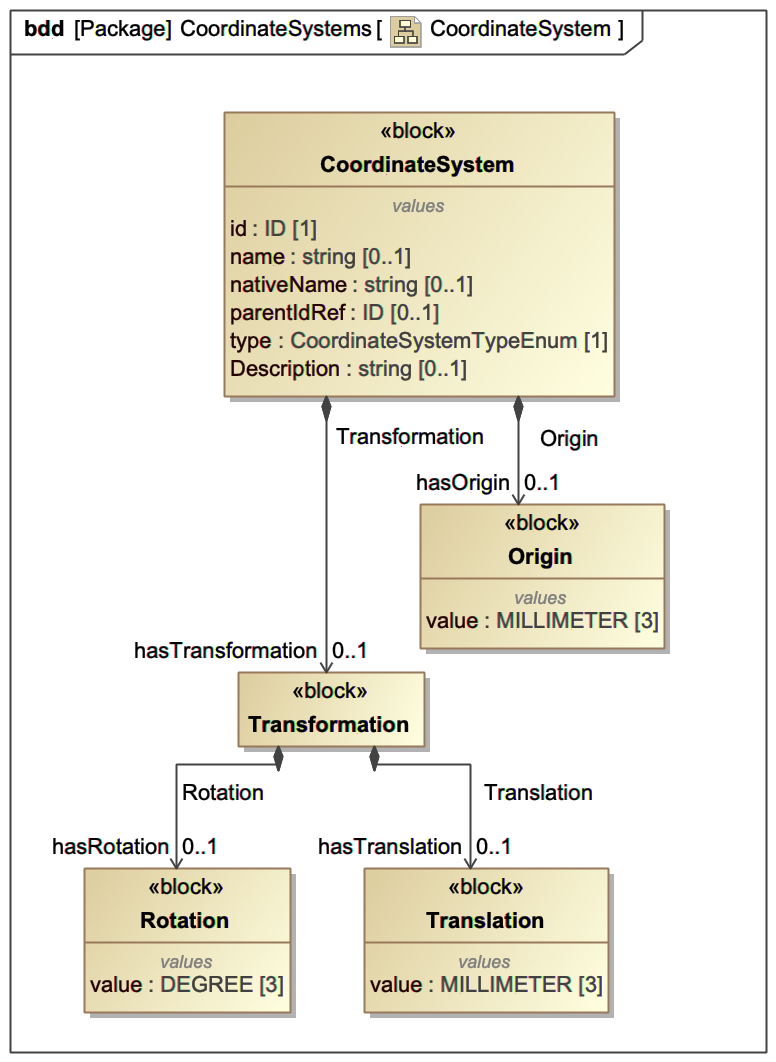 bdd [Package] CoordinateSystems [ CoordinateSystem ]
«block»
CoordinateSystem
values
id : ID [1]
name : string [0..1]
nativeName : string [0..1]
parentIdRef : ID [0..1]
type : CoordinateSystemTypeEnum [1]
Description : string [0..1]
Transformation
Origin
hasOrigin 0..1
«block»
Origin
values
value : MILLIMETER [3]
hasTransformation 0..1
«block»
Transformation
Rotation
Translation
hasRotation 0..1
hasTranslation 0..1
«block»
Rotation
values
value : DEGREE [3]
«block»
Translation
values
value : MILLIMETER [3]